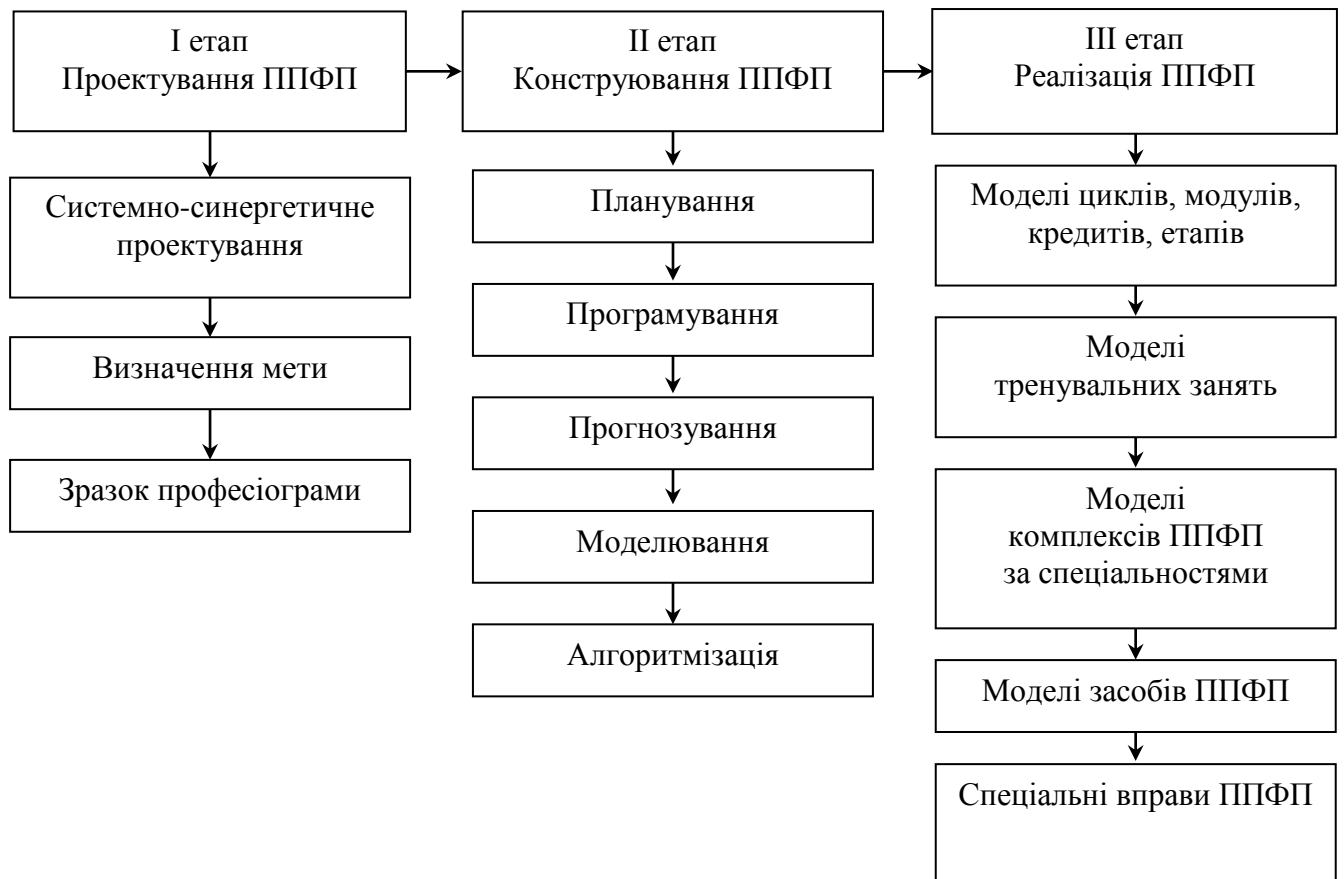 І етап
Проектування ППФП
ІІ етап
Конструювання ППФП
ІІІ етап
Реалізація ППФП
Системно-синергетичне
проектування
Визначення мети
Зразок професіограми
Планування
Програмування
Прогнозування
Моделювання
Алгоритмізація
Моделі циклів, модулів,
кредитів, етапів
Моделі
тренувальних занять
Моделі
комплексів ППФП
за спеціальностями
Моделі засобів ППФП
Спеціальні вправи ППФП